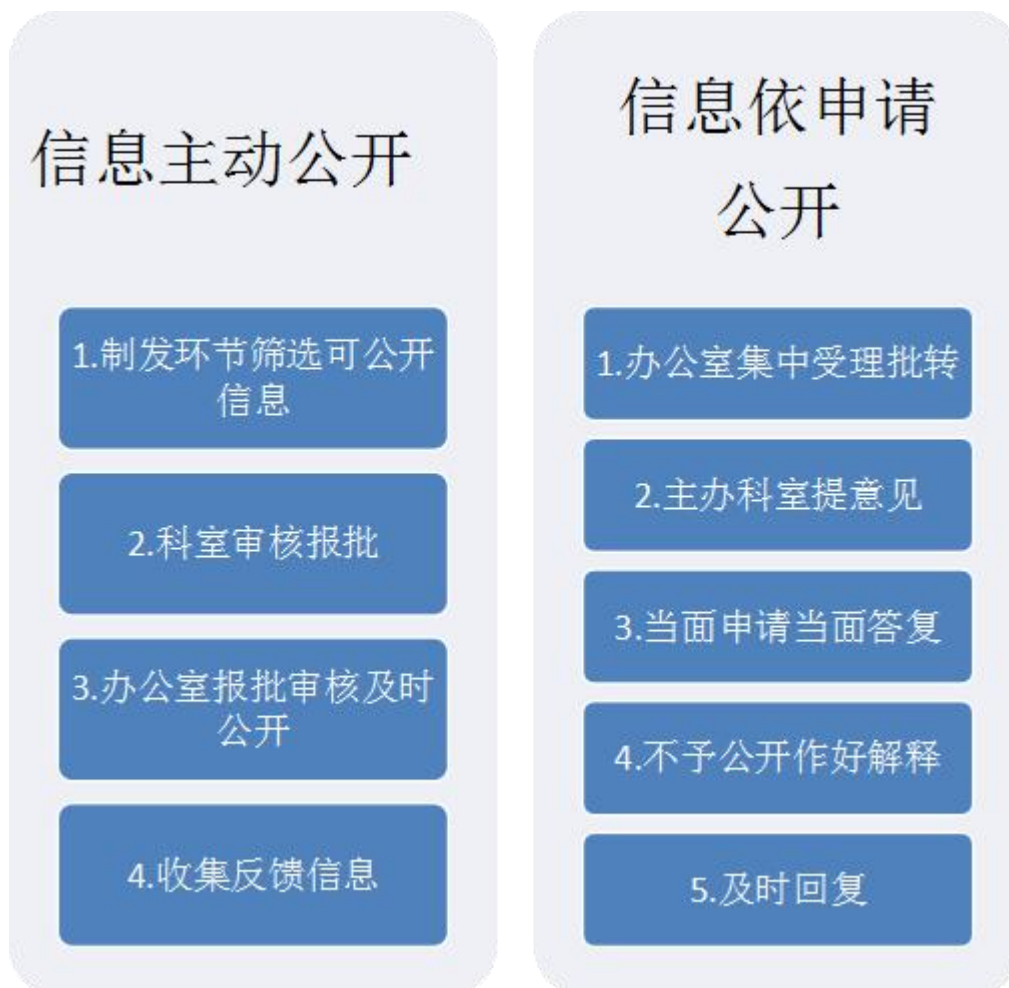 信息主动公开
1.制发环节筛选可公开
信息
2.科室审核报批
3.办公室报批审核及时
公开
4.收集反馈信息
信息依申请
公开
1.办公室集中受理批转
2.主办科室提意见
3.当面申请当面答复
4.不予公开作好解释
5.及时回复